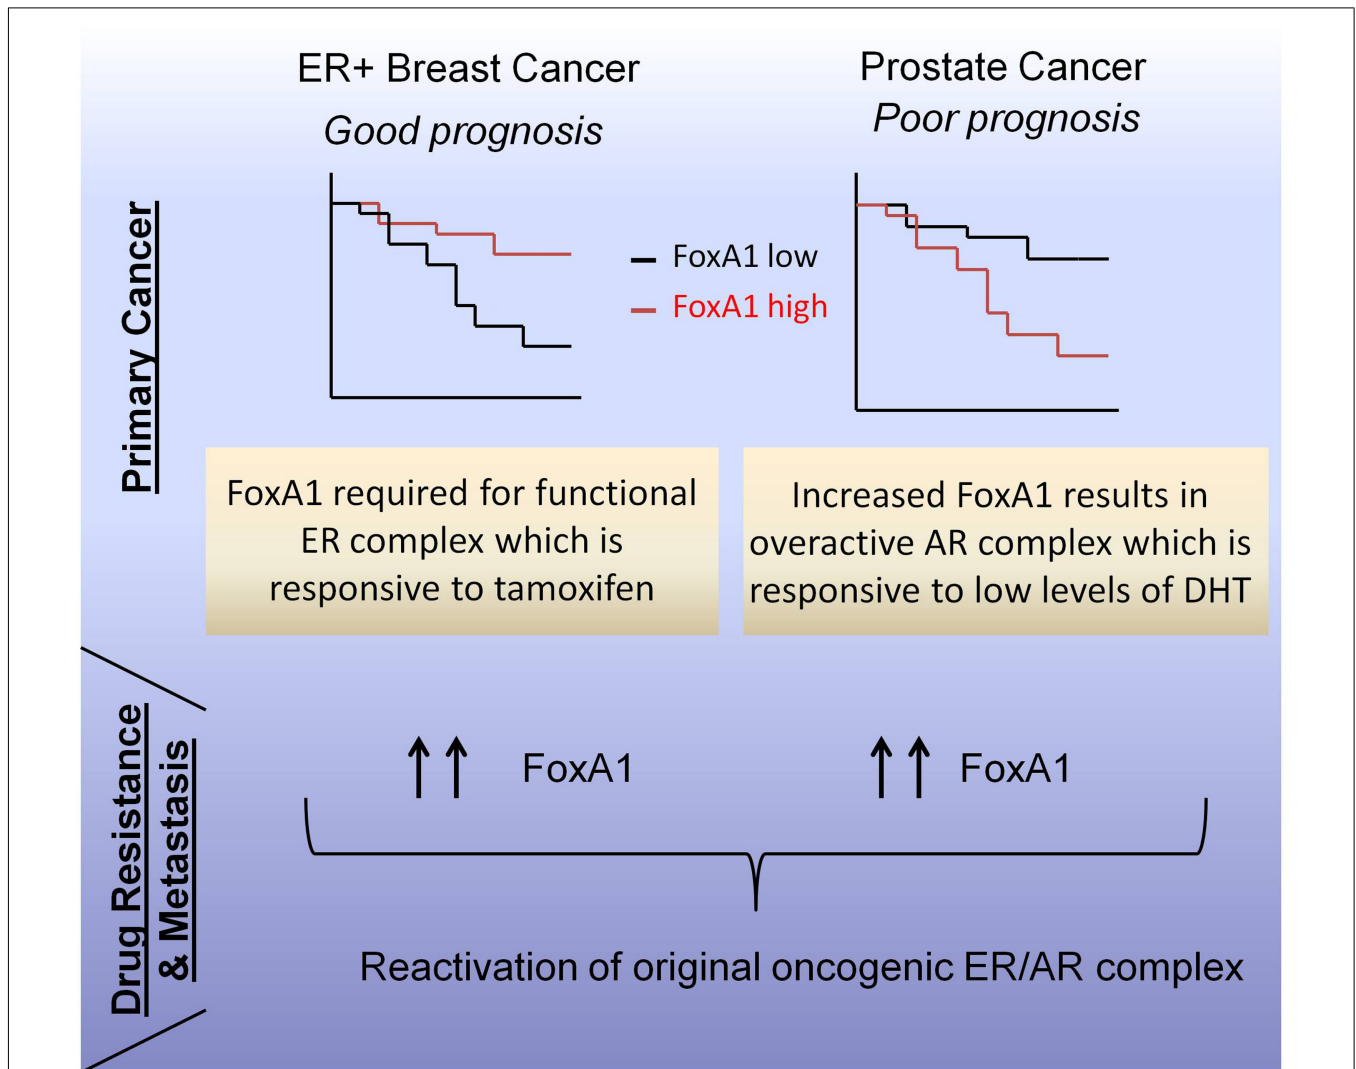 ER+ Breast Cancer
Good prognosis
Prostate Cancer
Poor prognosis
Primary Cancer
FoxA1 low
FoxA1 high
FoxA1 required for functional
ER complex which is
responsive to tamoxifen
Increased FoxA1 results in
overactive AR complex which is
responsive to low levels of DHT
Drug Resistance
& Metastasis
FoxA1
FoxA1
Reactivation of original oncogenic ER/AR complex